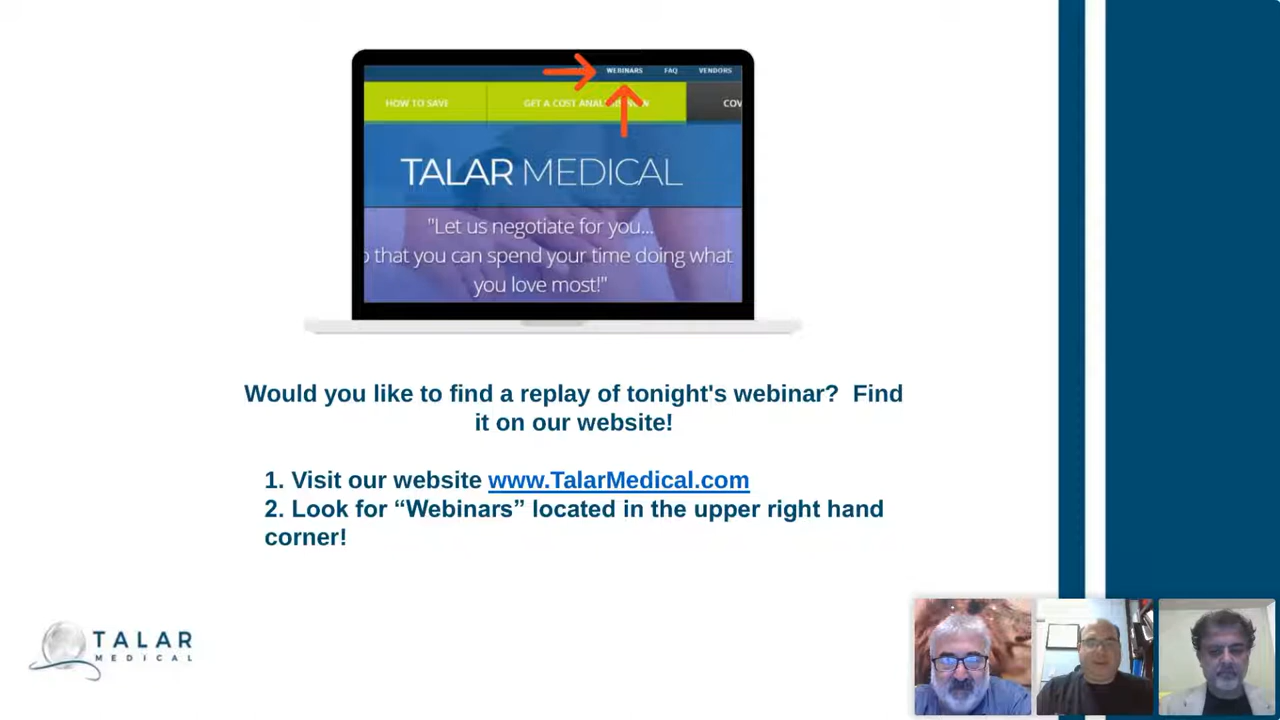 WEBINARS FAQ VENDORS
HOW TO SAVE GET A COST NOW
TALAR MEDICAL
"Let us negotiate for you...
that you can spend your time doing what
you love most!"
Would you like to find a replay of tonight's webinar? Find
it on our website!
1. Visit our website www.TalarMedical.com
2. Look for “Webinars” located in the upper right hand
corner!
TALAR
MEDICAL